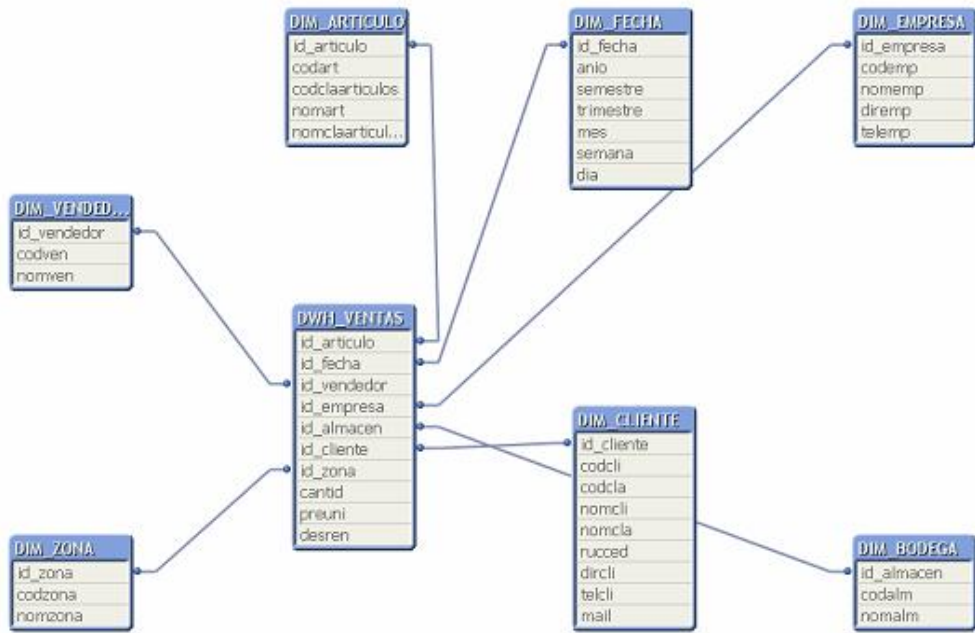 DIM_ARTICULO
id_articulo
codart
codclaarticulos
nomart
nomclaarticul...
DIM_FECHA
id_fecha
anio
semestre
trimestre
mes
semana
dia
DIM_EMPRESA
id_empresa
codemp
nomemp
diremp
telemp
DIM_VENDED...
id_vendedor
codven
nomven
DWH_VENTAS
id_articulo
id_fecha
id_vendedor
id_empresa
id_almacen
id_cliente
id_zona
cantid
preuni
desren
DIM_CLIENTE
id_cliente
codcli
codcla
nomcli
nomcla
rucced
dircli
telcli
mail
DIM_ZONA
id_zona
codzona
nomzona
DIM_BODEGA
id_almacen
codalm
nomalm